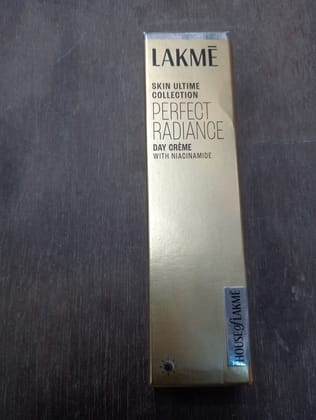 LAKMĒ
SKIN ULTIME
COLLECTION
PERFECT
RADIANCE
DAY CRÈME
WITH NIACINAMIDE
HOUSE of LAKMĒ